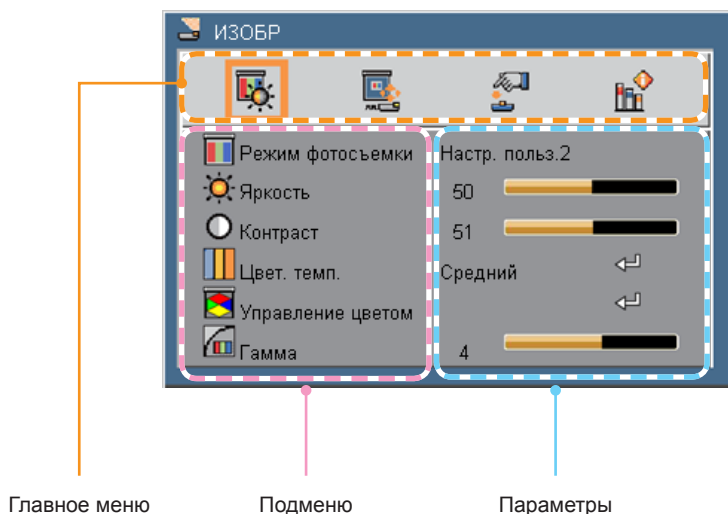 ИЗОБР
Режим фотосъемки Настр. польз.2
Яркость 50
Контраст 51
Цвет. темп. Средний
Управление цветом
Гамма 4
Главное меню Подменю Параметры